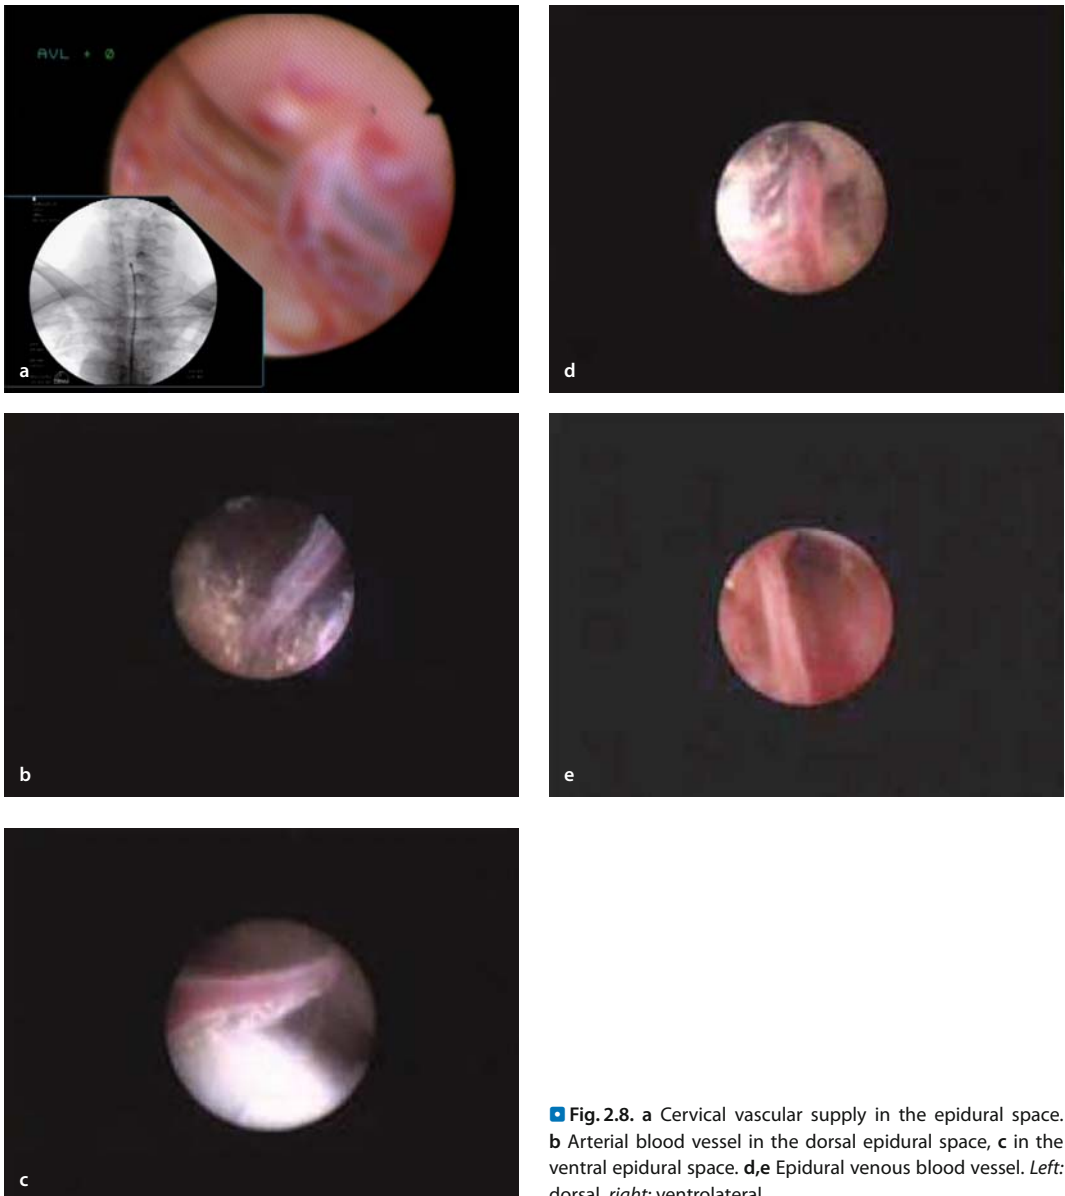 AVL + 0
a
d
b
e
c
Fig. 2.8. a Cervical vascular supply in the epidural space.
b Arterial blood vessel in the dorsal epidural space, c in the
ventral epidural space. d,e Epidural venous blood vessel. Left:
dorsal, right: ventrolateral